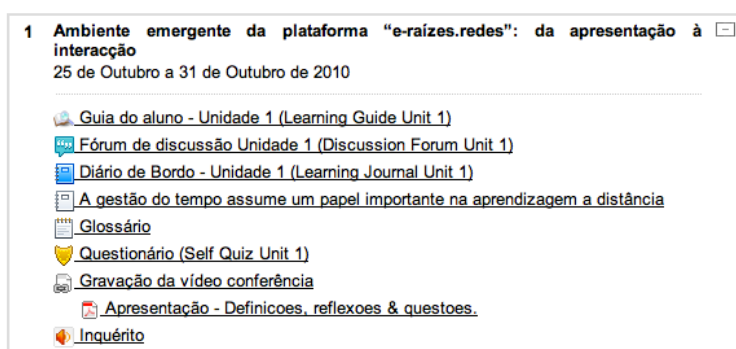 1 Ambiente emergente da plataforma “e-raízes.redes”: da apresentação à
interacção
25 de Outubro a 31 de Outubro de 2010
Guia do aluno - Unidade 1 (Learning Guide Unit 1)
Fórum de discussão Unidade 1 (Discussion Forum Unit 1)
Diário de Bordo - Unidade 1 (Learning Journal Unit 1)
A gestão do tempo assume um papel importante na aprendizagem a distância
Glossário
Questionário (Self Quiz Unit 1)
Gravação da vídeo conferência
Apresentação - Definicoes, reflexoes & questoes.
Inquérito